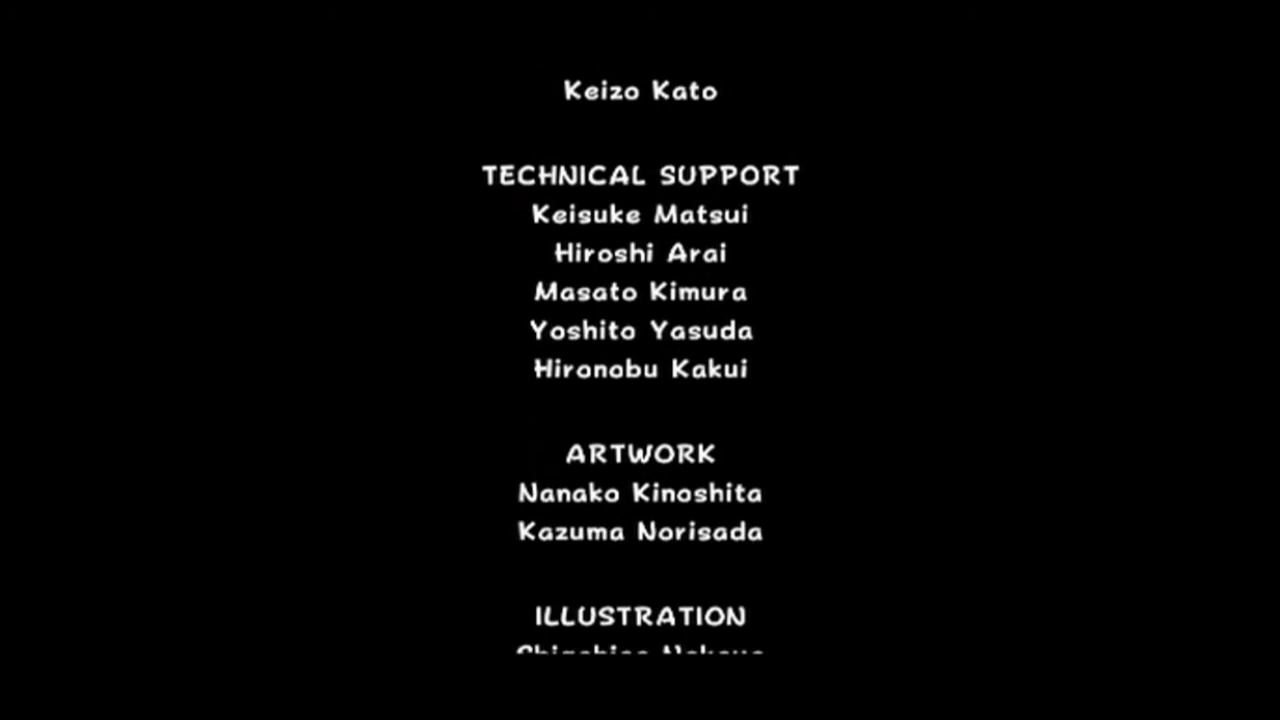 Keizo Kato
TECHNICAL SUPPORT
Keisuke Matsui
Hiroshi Arai
Masato Kimura
Yoshito Yasuda
Hironobu Kakui
ARTWORK
Nanako Kinoshita
Kazuma Norisada
ILLUSTRATION